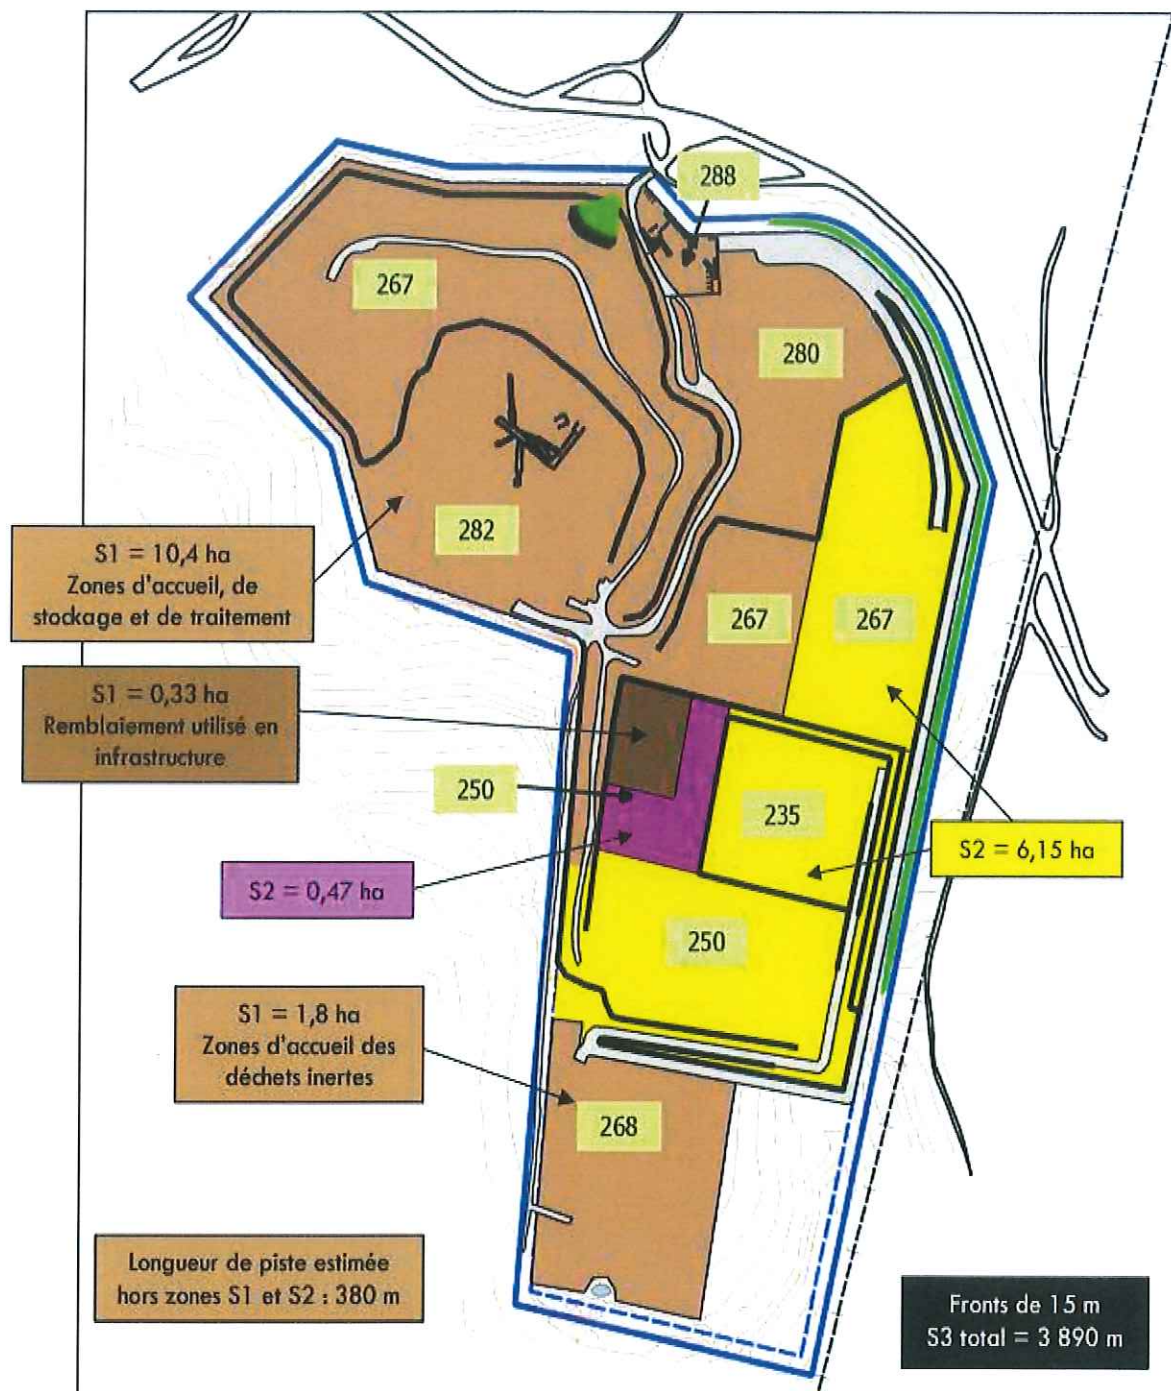 288
267
280
282
S1 = 10,4 ha
Zones d'accueil, de
stockage et de traitement
267
267
S1 = 0,33 ha
Remblaiement utilisé en
infrastructure
250
235
S2 = 6,15 ha
S2 = 0,47 ha
250
S1 = 1,8 ha
Zones d'accueil des
déchets inertes
268
Longueur de piste estimée
hors zones S1 et S2 : 380 m
Fronts de 15 m
S3 total = 3 890 m